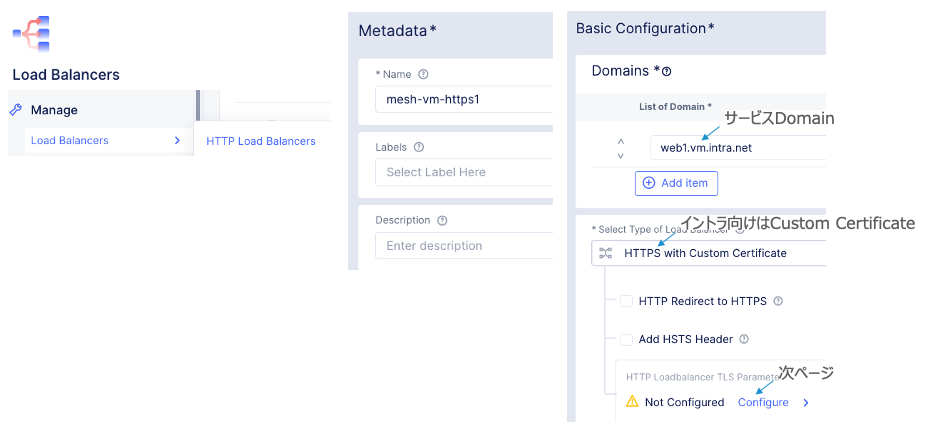 Load Balancers
Manage
Load Balancers
HTTP Load Balancers
Metadata*
* Name
mesh-vm-https1
Labels
Select Label Here
Description
Enter description
Basic Configuration*
Domains *
List of Domain *
サービスDomain
web1.vm.intra.net
Add item
イントラ向けはCustom Certificate
* Select Type of Load
HTTPS with Custom Certificate
HTTP Redirect to HTTPS
Add HSTS Header
HTTP Loadbalancer TLS
次ページ
Not Configured Configure